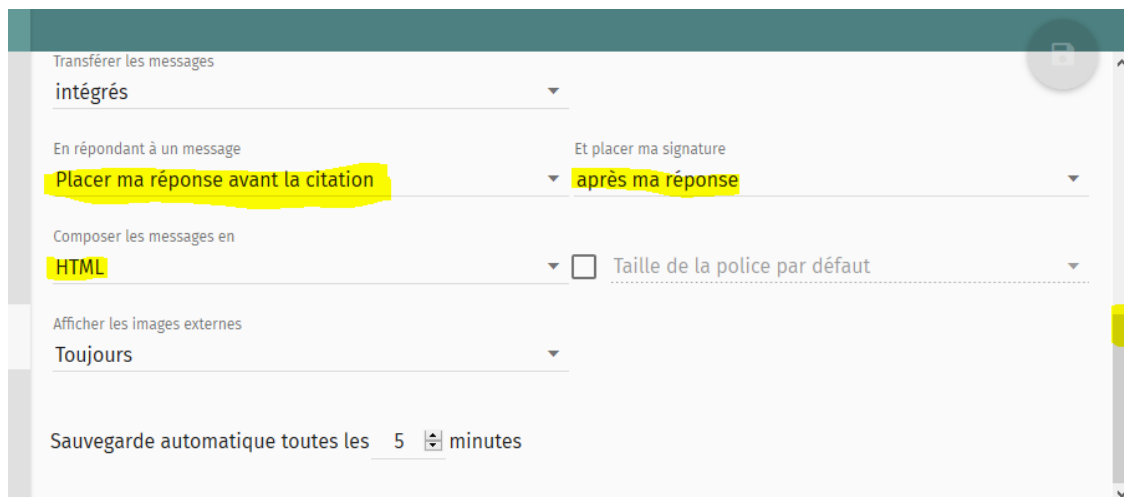 Transférer les messages
intégrés
En répondant à un message
Et placer ma signature
Placer ma réponse avant la citation
après ma réponse
Composer les messages en
HTML
Taille de la police par défaut
Afficher les images externes
Toujours
Sauvegarde automatique toutes les 5 minutes